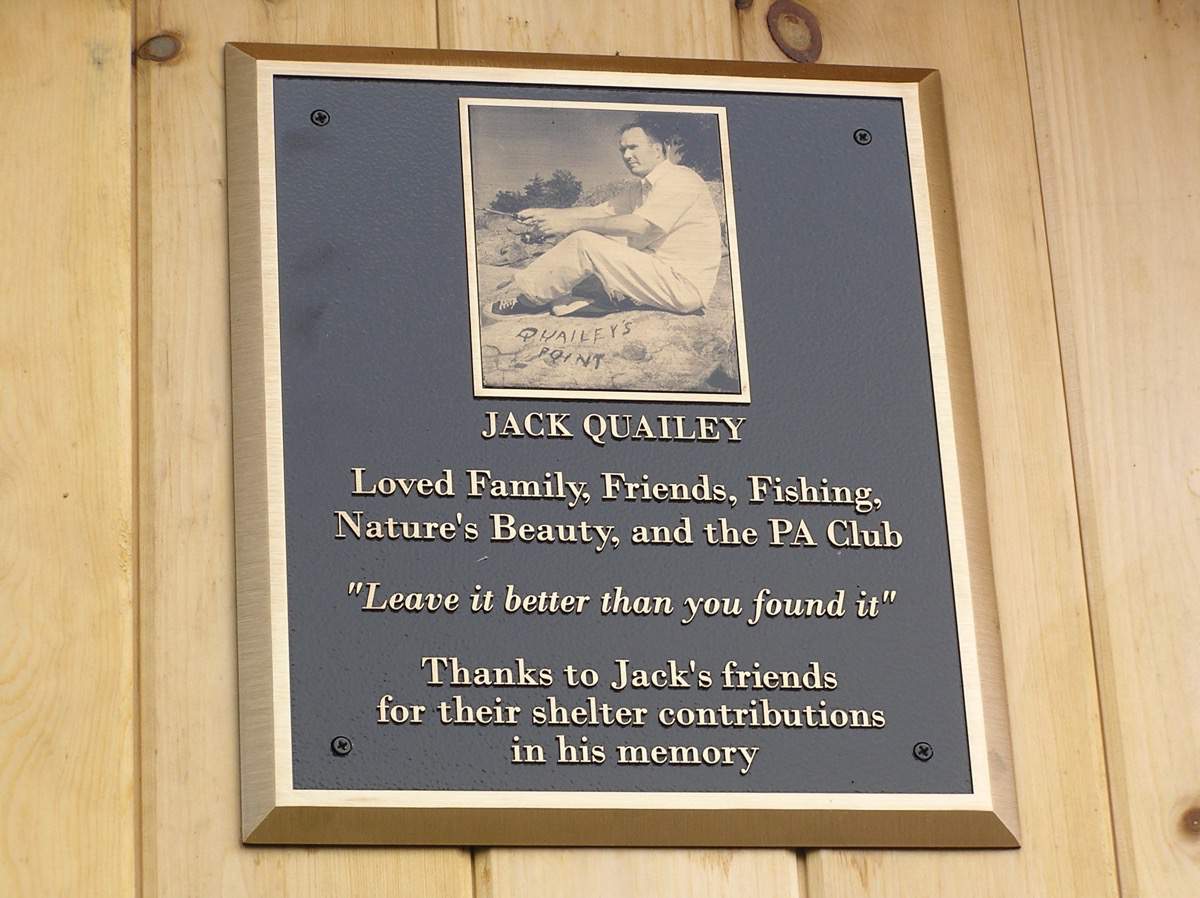 QUAILEY'S
POINT
JACK QUAILEY
Loved Family, Friends, Fishing,
Nature's Beauty, and the PA Club
"Leave it better than you found it"
Thanks to Jack's friends
for their shelter contributions
in his memory